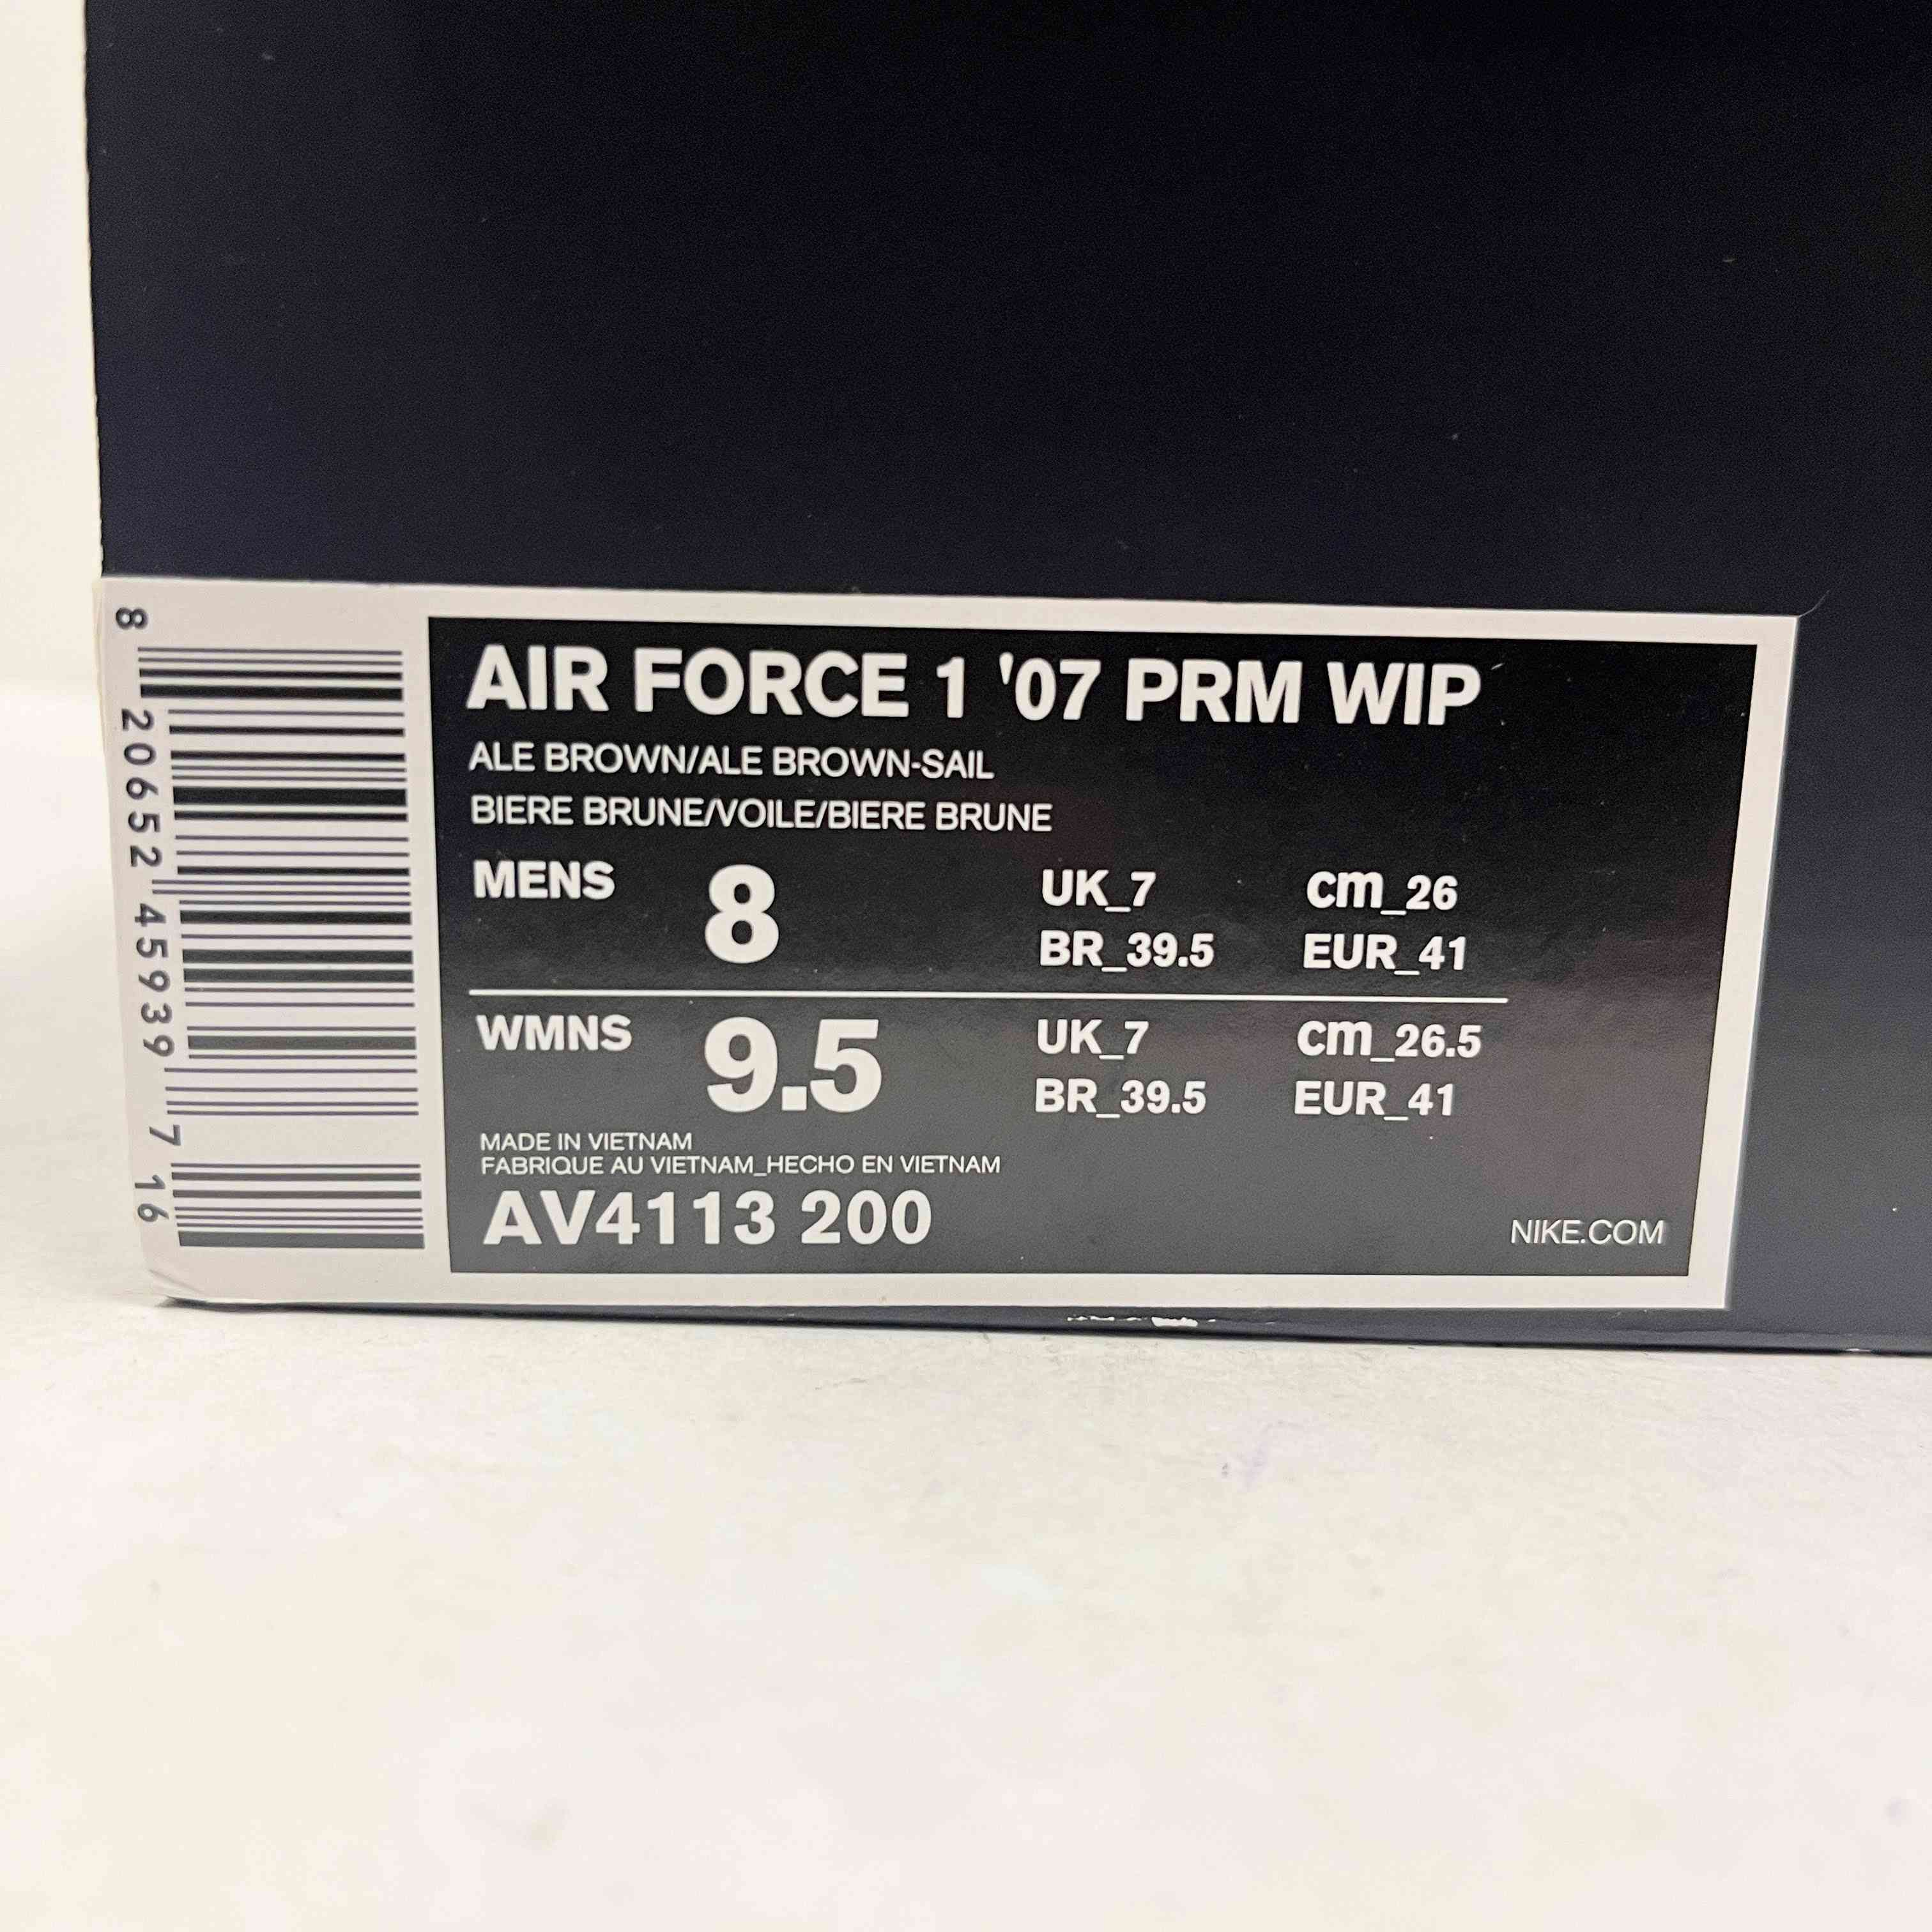 8 20652 45939 7 16
AIR FORCE 1 '07 PRM WIP
ALE BROWN/ALE BROWN-SAIL
BIERE BRUNE/VOILE/BIERE BRUNE
MENS 8 UK_7 cm_26
BR_39.5 EUR_41
WMNS 9.5 UK_7 cm_26.5
BR_39.5 EUR_41
MADE IN VIETNAM
FABRIQUE AU VIETNAM_HECHO EN VIETNAM
AV4113 200
NIKE.COM